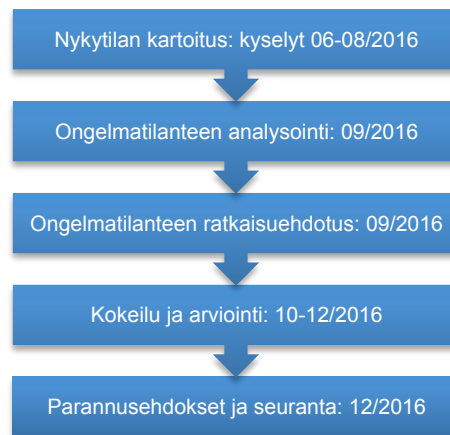 Nykytilan kartoitus: kyselyt 06-08/2016
Ongelmatilanteen analysointi: 09/2016
Ongelmatilanteen ratkaisuehdotus: 09/2016
Kokeilu ja arviointi: 10-12/2016
Parannusehdokset ja seuranta: 12/2016